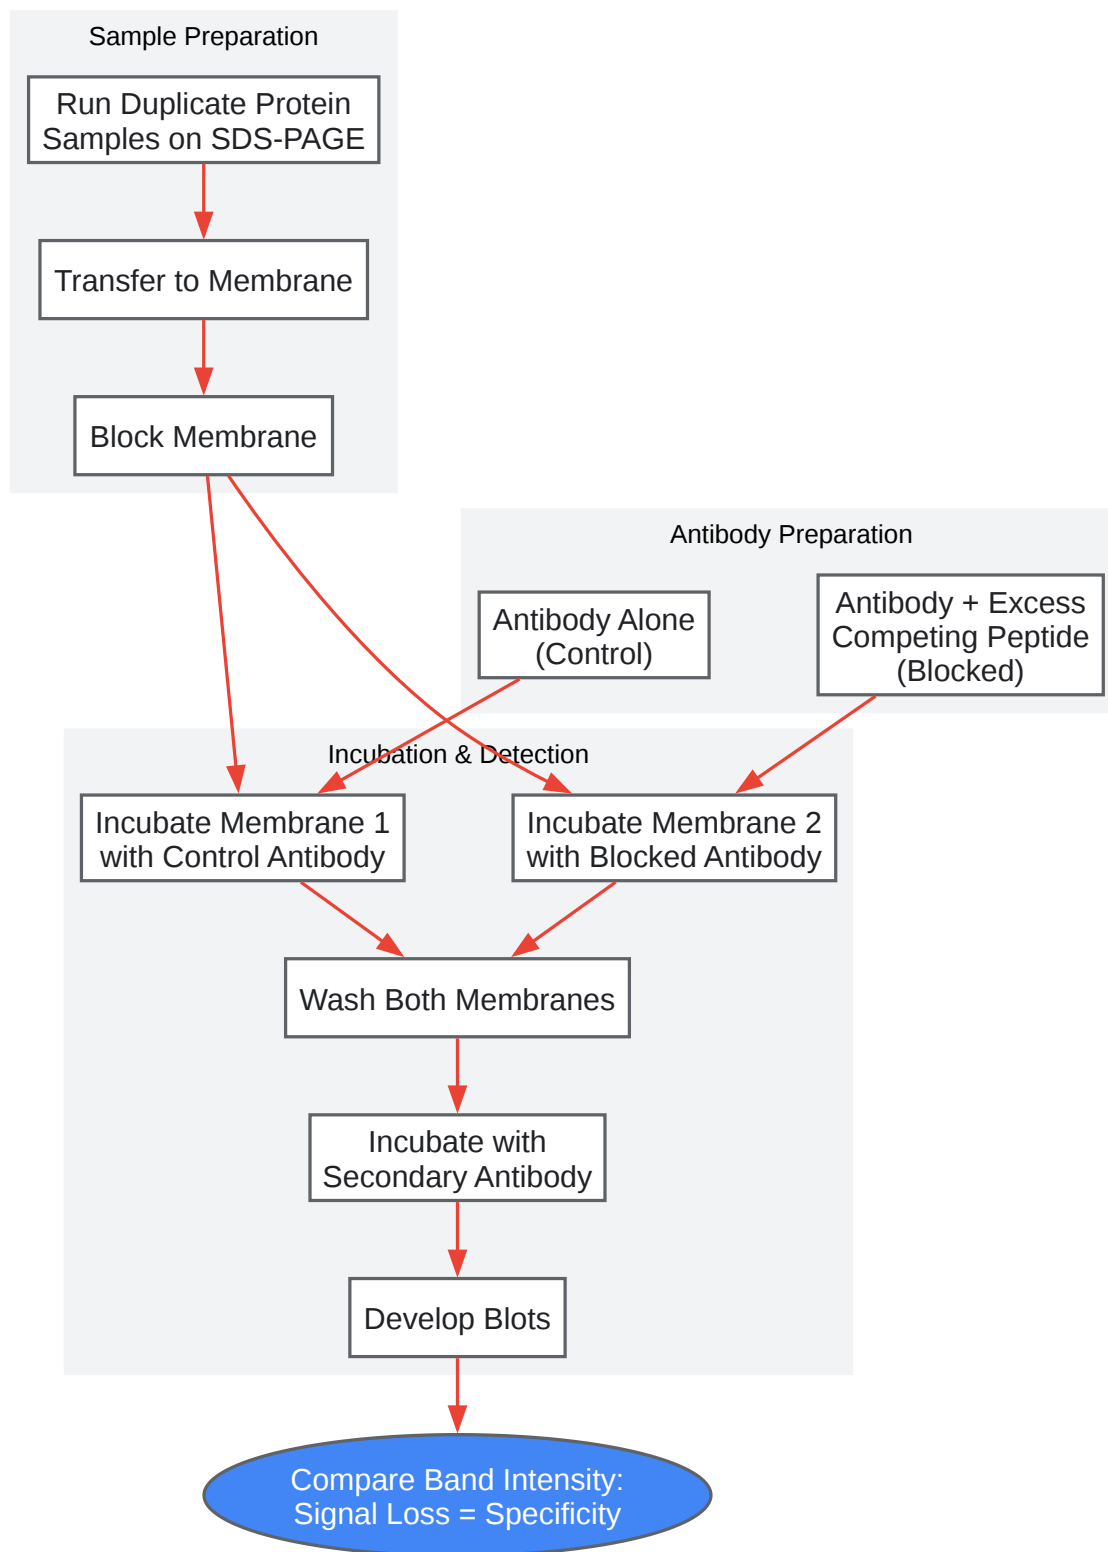 Sample Preparation
Run Duplicate Protein
Samples on SDS-PAGE
Transfer to Membrane
Block Membrane
Antibody Preparation
Antibody Alone
(Control)
Antibody + Excess
Competing Peptide
(Blocked)
Incubation & Detection
Incubate Membrane 1
with Control Antibody
Incubate Membrane 2
with Blocked Antibody
Wash Both Membranes
Incubate with
Secondary Antibody
Develop Blots
Compare Band Intensity:
Signal Loss = Specificity